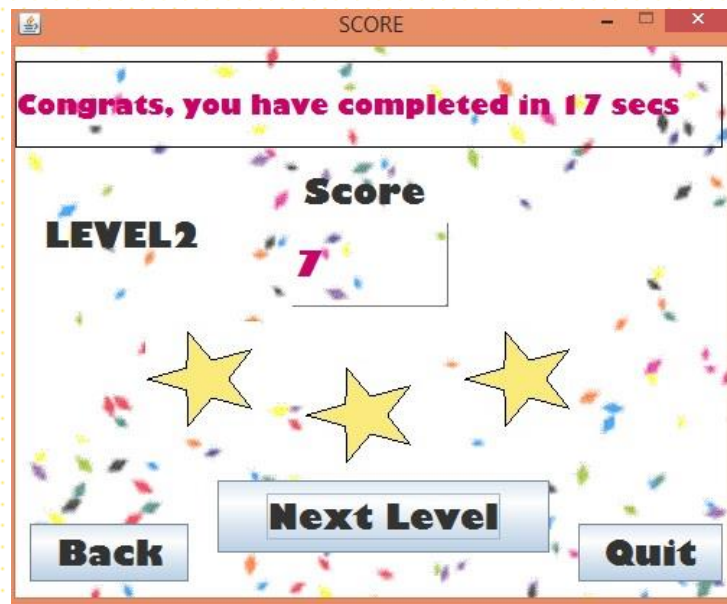 SCORE
Congrats, you have completed in 17 secs
Score
LEVEL2
7
Next Level
Back
Quit